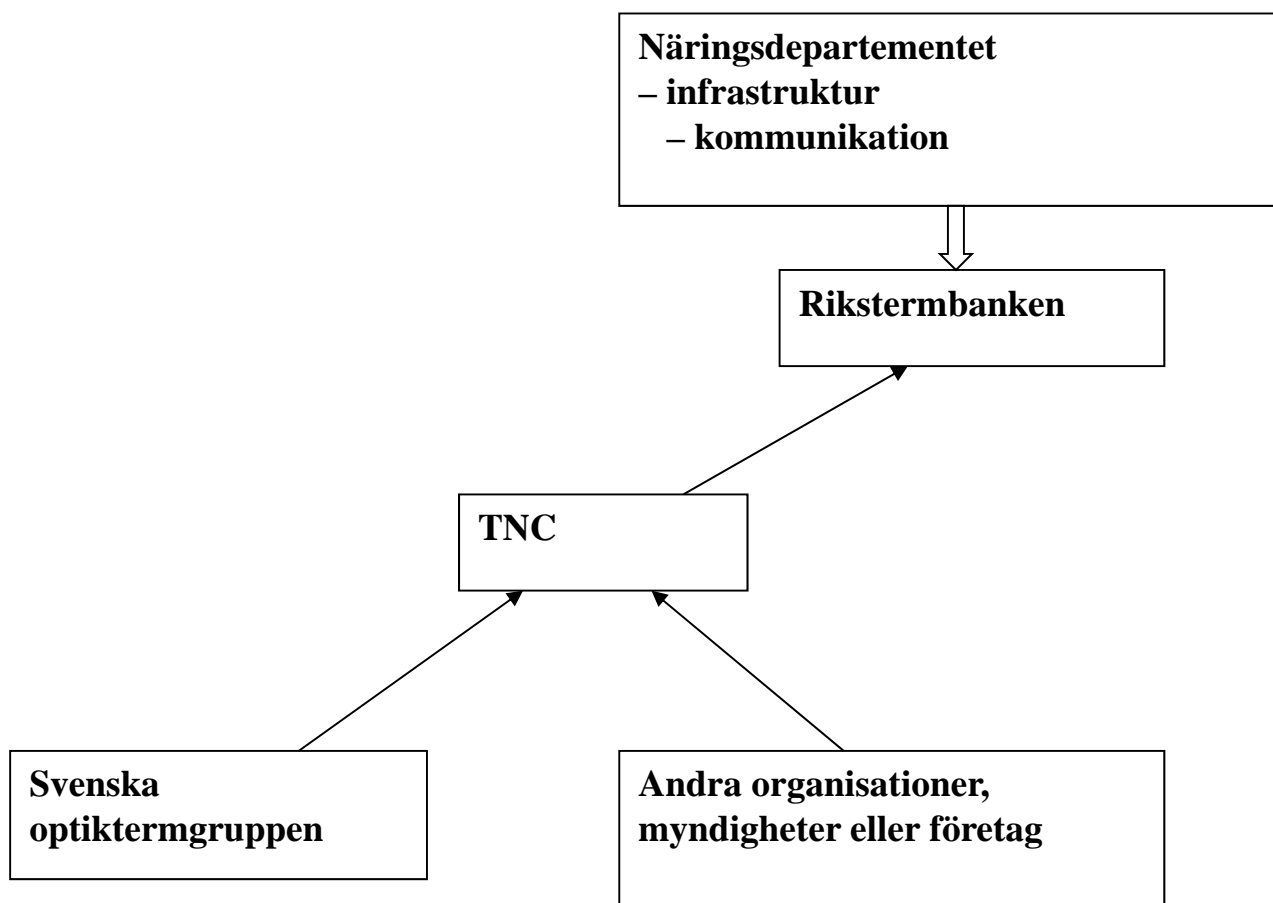 Näringsdepartementet
– infrastruktur
– kommunikation
Rikstermbanken
TNC
Svenska
optiktermgruppen
Andra organisationer,
myndigheter eller företag